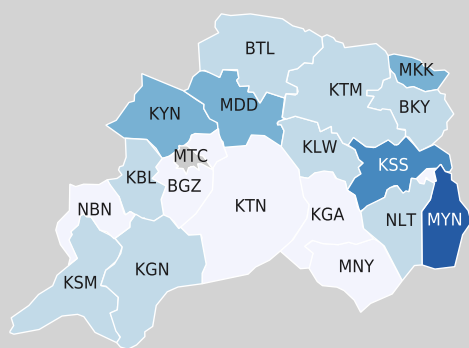 BTL
MKK
KTM
MDD
BKY
KYN
KLW
MTC
KSS
KBL
BGZ
NBN
KTN
KGA
NLT
MYN
KGN
MNY
KSM